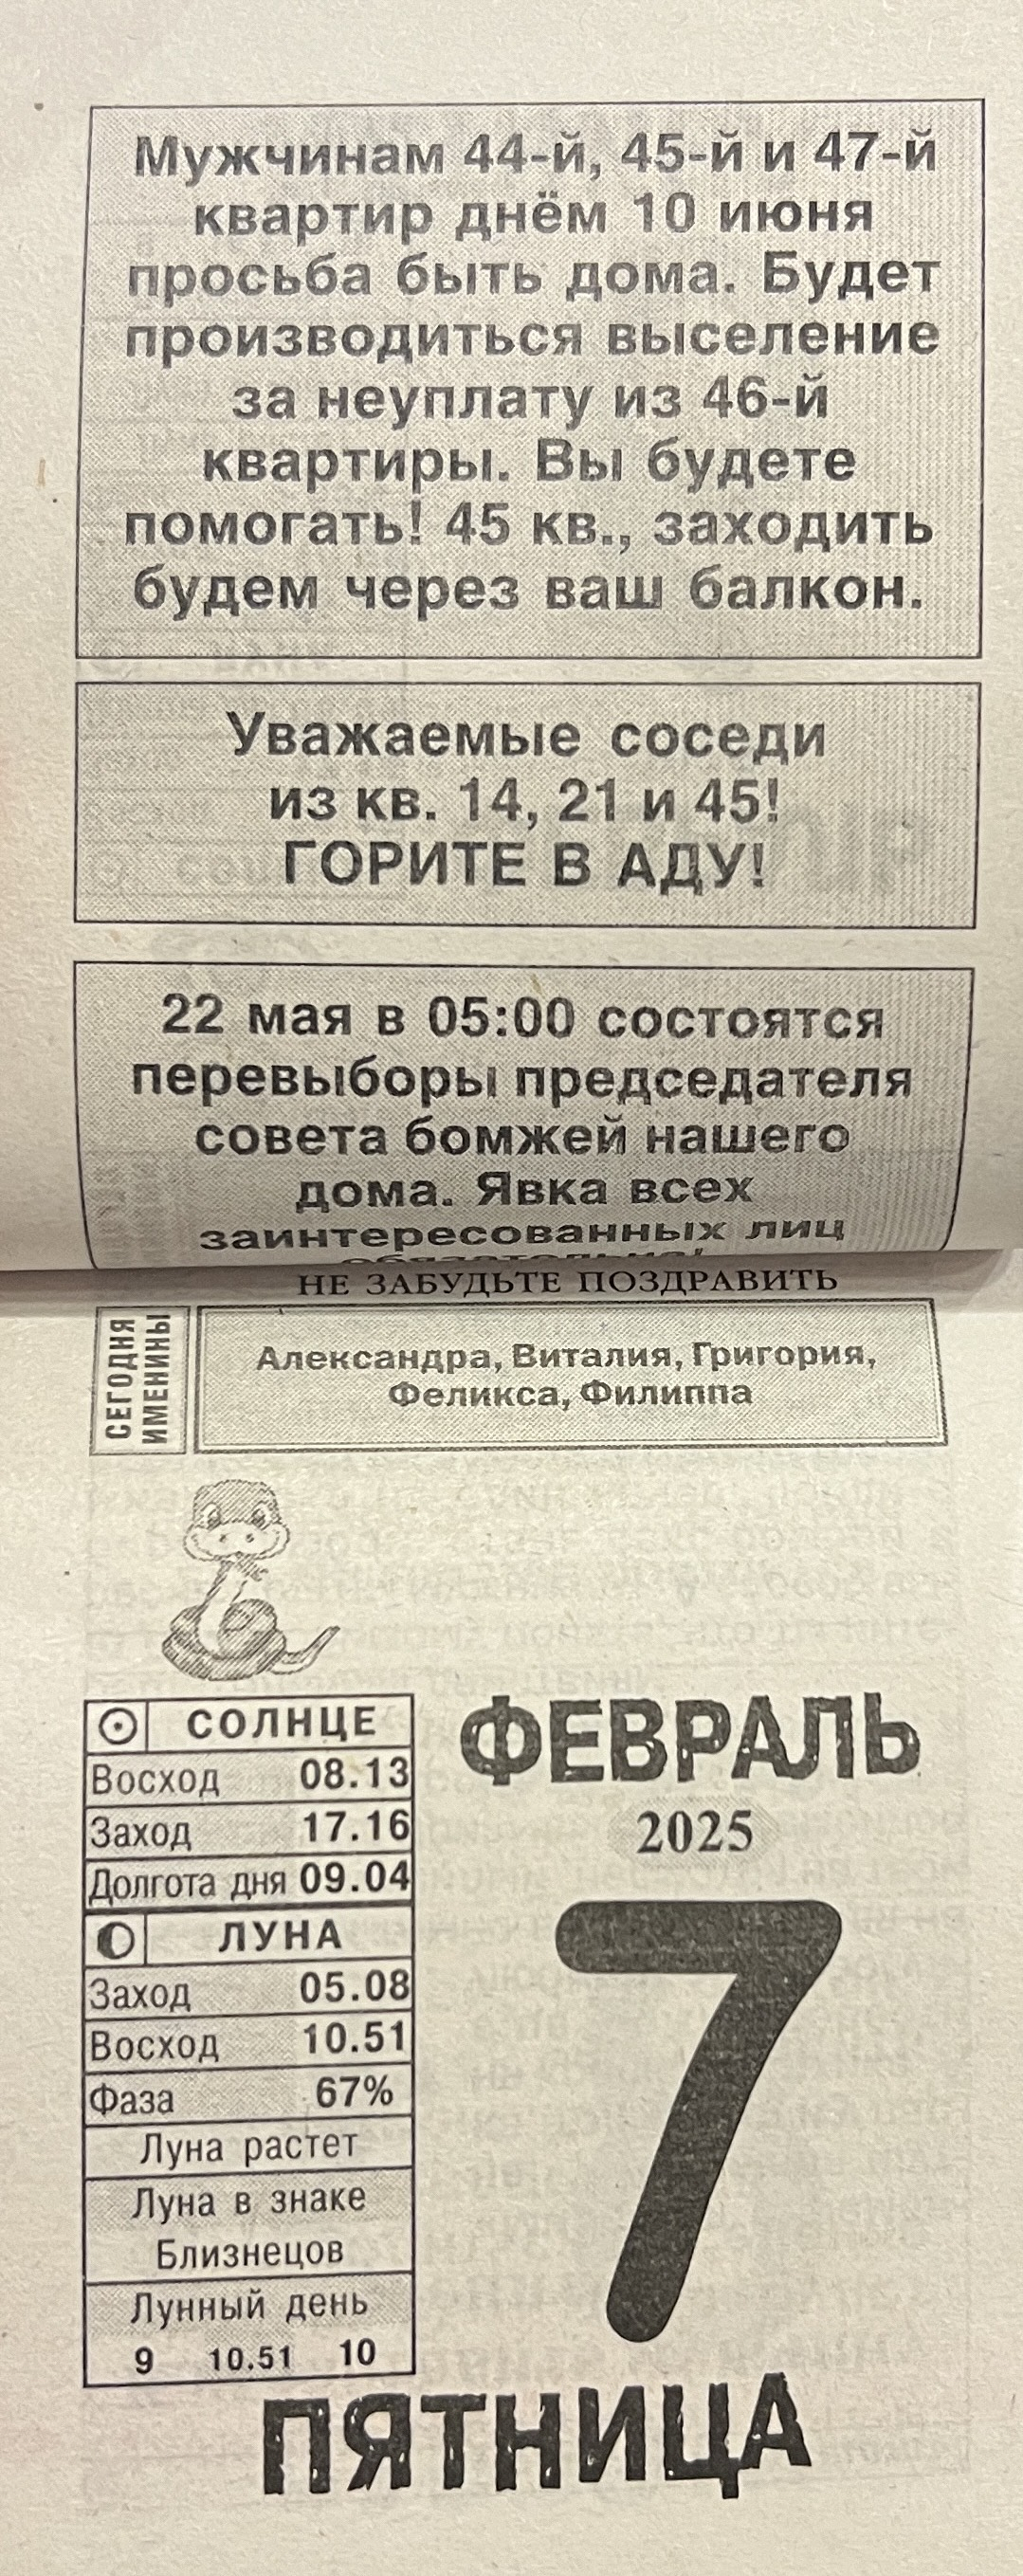 Мужчинам 44-й, 45-й и 47-й
квартир днём 10 июня
просьба быть дома. Будет
производиться выселение
за неуплату из 46-й
квартиры. Вы будете
помогать! 45 кв., заходить
будем через ваш балкон.
Уважаемые соседи
из кв. 14, 21 и 45!
ГОРИТЕ В АДУ!
22 мая в 05:00 состоятся
перевыборы председателя
совета бомжей нашего
дома. Явка всех
заинтересованных лиц
обязательна!
НЕ ЗАБУДЬТЕ ПОЗДРАВИТЬ
СЕГОДНЯ
ИМЕНИНЫ
Александра, Виталия, Григория,
Феликса, Филиппа
СОЛНЦЕ
Восход 08.13
Заход 17.16
Долгота дня 09.04
ЛУНА
Заход 05.08
Восход 10.51
Фаза 67%
Луна растет
Луна в знаке
Близнецов
Лунный день
9 10.51 10
ФЕВРАЛЬ
2025
7
ПЯТНИЦА